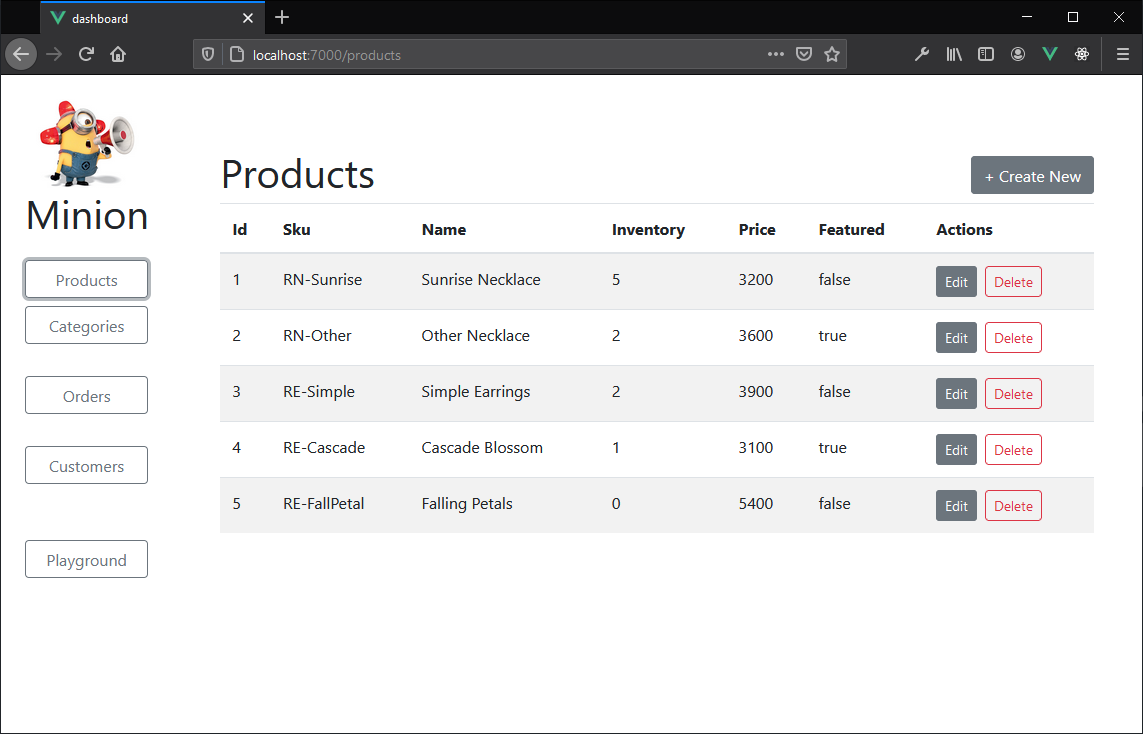 dashboard
localhost:7000/products
Minion
Products
Categories
Orders
Customers
Playground
Products
+ Create New
Id Sku Name Inventory Price Featured Actions
1 RN-Sunrise Sunrise Necklace 5 3200 false Edit Delete
2 RN-Other Other Necklace 2 3600 true Edit Delete
3 RE-Simple Simple Earrings 2 3900 false Edit Delete
4 RE-Cascade Cascade Blossom 1 3100 true Edit Delete
5 RE-FallPetal Falling Petals 0 5400 false Edit Delete